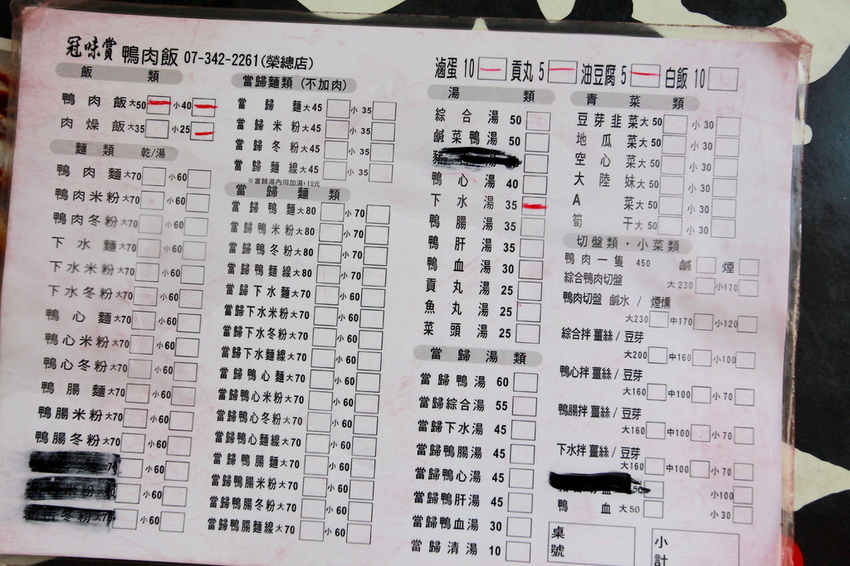 冠味賞 鴨肉飯 07-342-2261(榮總店)
滷蛋 10 貢丸 5 油豆腐 5 白飯 10
飯類
鴨肉飯大50 小40
肉燥飯大35 小25
麵類 乾/湯
鴨肉麵大70 小60
鴨肉米粉大70 小60
鴨肉冬粉大70 小60
下水麵大70 小60
下水米粉大70 小60
下水冬粉大70 小60
鴨心麵大70 小60
鴨心米粉大70 小60
鴨心冬粉大70 小60
鴨腸麵大70 小60
鴨腸米粉大70 小60
鴨腸冬粉大70 小60
小60
小60
小60
當歸麵類(不加肉)
當歸麵大45 小35
當歸米粉大45 小35
當歸冬粉大45 小35
當歸麵線大45 小35
※當歸湯內用加湯+10元
當歸麵類
當歸鴨麵大80 小70
當歸鴨米粉大80 小70
當歸鴨冬粉大80 小70
當歸鴨麵線大80 小70
當歸下水麵大70 小60
當歸下水米粉大70 小60
當歸下水冬粉大70 小60
當歸下水麵線大70 小60
當歸鴨心麵大70 小60
當歸鴨心米粉大70 小60
當歸鴨心冬粉大70 小60
當歸鴨心麵線大70 小60
當歸鴨腸麵大70 小60
當歸鴨腸米粉大70 小60
當歸鴨腸冬粉大70 小60
當歸鴨腸麵線大70 小60
湯類
綜合湯 50
鹹菜鴨湯 50
鴨心湯 40
下水湯 35
鴨腸湯 35
鴨肝湯 35
鴨血湯 30
貢丸湯 25
魚丸湯 25
菜頭湯 25
當歸湯類
當歸鴨湯 60
當歸綜合湯 55
當歸下水湯 45
當歸鴨腸湯 45
當歸鴨心湯 45
當歸鴨肝湯 45
當歸鴨血湯 30
當歸清湯 10
青菜類
豆芽韭菜大50 小30
地瓜菜大50 小30
空心菜大50 小30
大陸妹大50 小30
A菜大50 小30
筍干大50 小30
切盤類・小菜類
鴨肉一隻 450 鹹 煙
綜合鴨肉切盤 大230 小170
鴨肉切盤 鹹水 / 煙燻
大230 中170 小120
綜合拌薑絲 / 豆芽
大200 中160 小100
鴨心拌薑絲 / 豆芽
大160 中100 小70
鴨腸拌薑絲 / 豆芽
大160 中100 小70
下水拌薑絲 / 豆芽
大160 中100 小70
小100
鴨血 大50 小30
桌號
小計